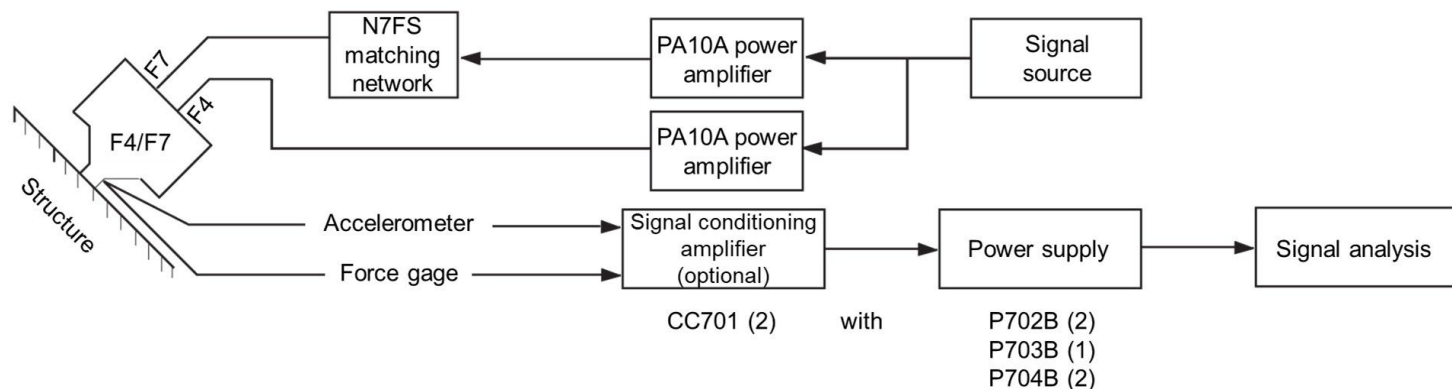 N7FS
matching
network
PA10A power
amplifier
Signal
source
F7
F4
F4/F7
PA10A power
amplifier
Structure
Accelerometer
Force gage
Signal conditioning
amplifier
(optional)
Power supply
Signal analysis
CC701 (2) with P702B (2)
P703B (1)
P704B (2)